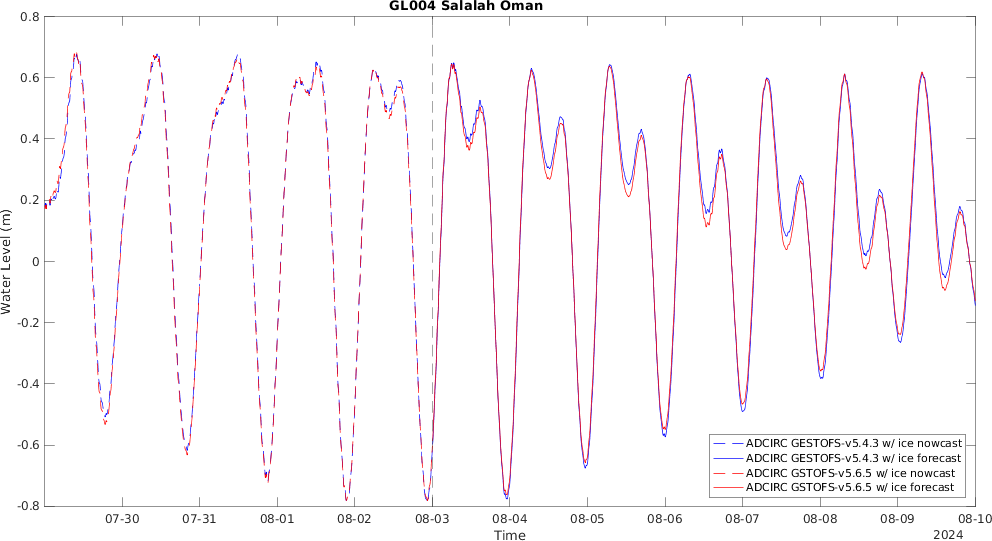 GL004 Salalah Oman
0.8
0.6
0.4
0.2
0
-0.2
-0.4
-0.6
-0.8
Water Level (m)
ADCIRC GESTOFS-v5.4.3 w/ ice nowcast
ADCIRC GESTOFS-v5.4.3 w/ ice forecast
ADCIRC GSTOFS-v5.6.5 w/ ice nowcast
ADCIRC GSTOFS-v5.6.5 w/ ice forecast
07-30 07-31 08-01 08-02 08-03 08-04 08-05 08-06 08-07 08-08 08-09 08-10
Time
2024